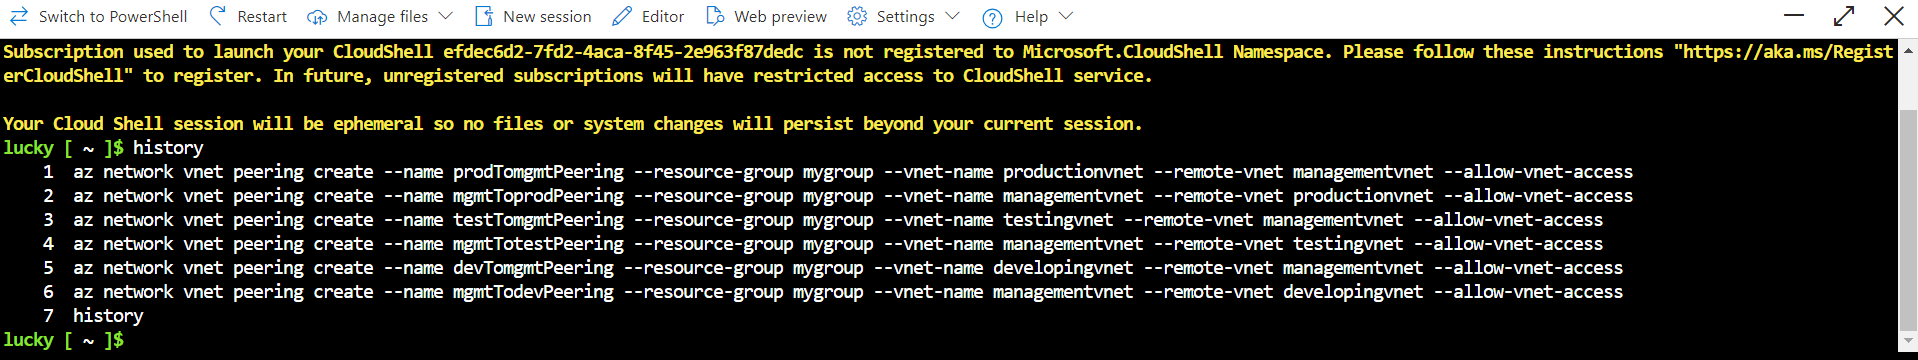 Switch to PowerShell Restart Manage files New session Editor Web preview Settings Help
Subscription used to launch your CloudShell efdec6d2-7fd2-4aca-8f45-2e963f87dedc is not registered to Microsoft.CloudShell Namespace. Please follow these instructions "https://aka.ms/Regist
erCloudShell" to register. In future, unregistered subscriptions will have restricted access to CloudShell service.
Your Cloud Shell session will be ephemeral so no files or system changes will persist beyond your current session.
lucky [ ~ ]$ history
1 az network vnet peering create --name prodTomgmtPeering --resource-group mygroup --vnet-name productionvnet --remote-vnet managementvnet --allow-vnet-access
2 az network vnet peering create --name mgmtToprodPeering --resource-group mygroup --vnet-name managementvnet --remote-vnet productionvnet --allow-vnet-access
3 az network vnet peering create --name testTomgmtPeering --resource-group mygroup --vnet-name testingvnet --remote-vnet managementvnet --allow-vnet-access
4 az network vnet peering create --name mgmtTotestPeering --resource-group mygroup --vnet-name managementvnet --remote-vnet testingvnet --allow-vnet-access
5 az network vnet peering create --name devTomgmtPeering --resource-group mygroup --vnet-name developingvnet --remote-vnet managementvnet --allow-vnet-access
6 az network vnet peering create --name mgmtTodevPeering --resource-group mygroup --vnet-name managementvnet --remote-vnet developingvnet --allow-vnet-access
7 history
lucky [ ~ ]$